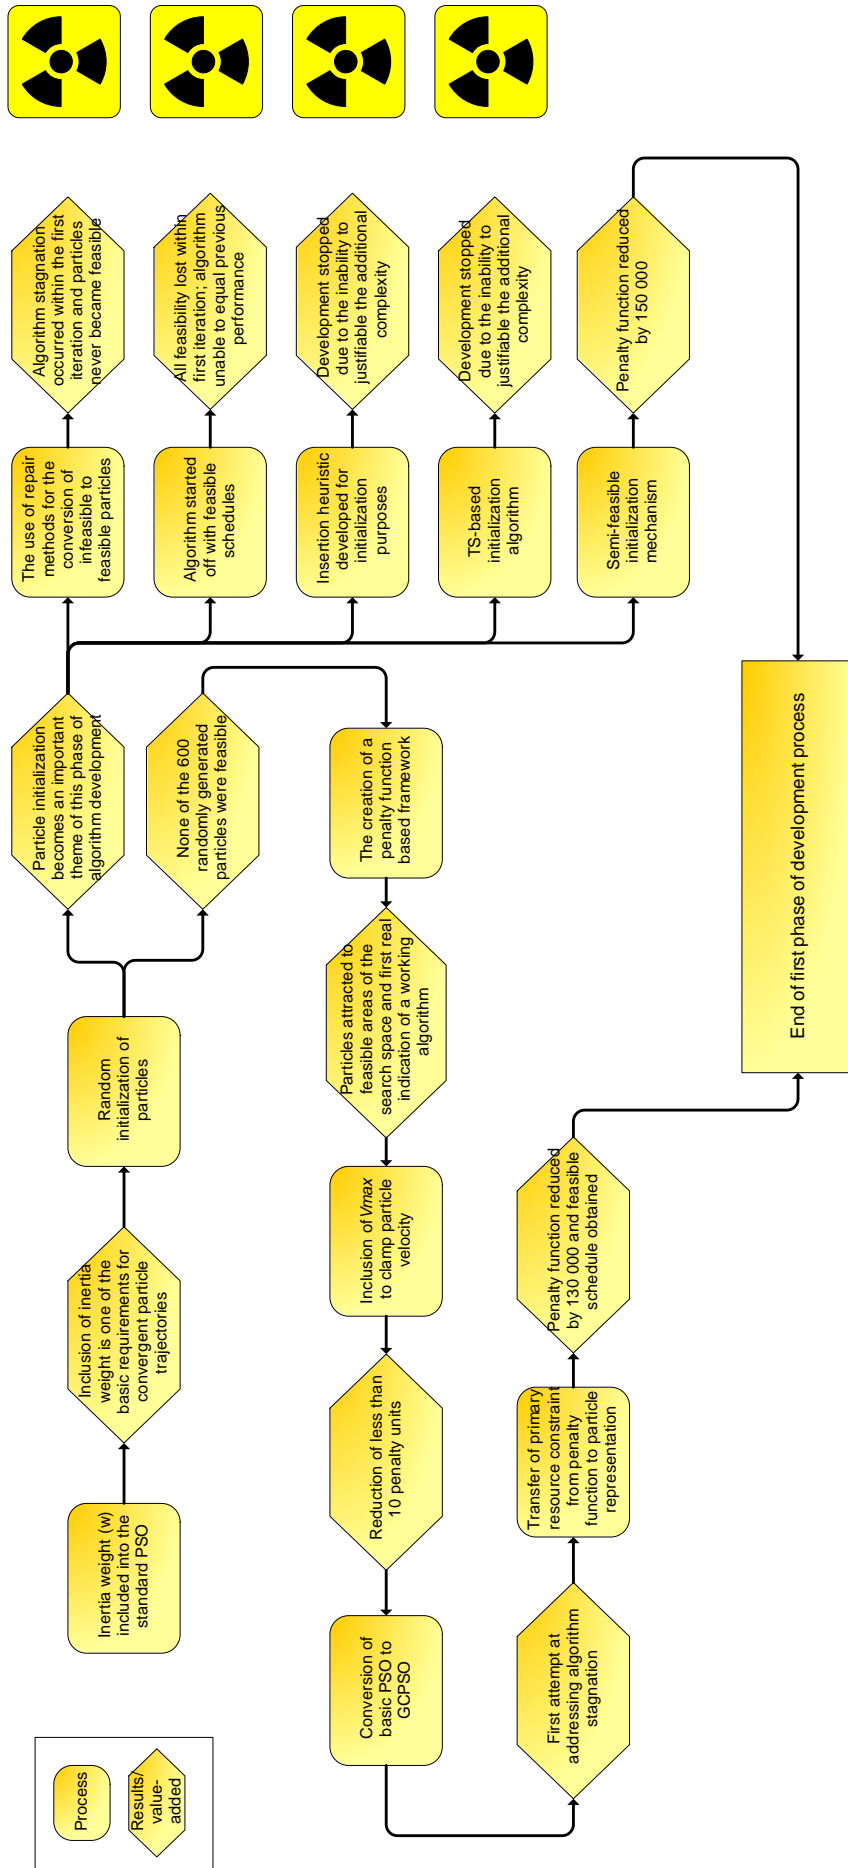 Process
Results/
value-
added
Inertia weight (w)
included into the
standard PSO
Inclusion of inertia
weight is one of the
basic requirements for
convergent particle
trajectories
Random
initialization of
particles
Particle initialization
becomes an important
theme of this phase of
algorithm development
None of the 600
randomly generated
particles were feasible
The use of repair
methods for the
conversion of
infeasible to
feasible particles
Algorithm stagnation
occurred within the first
iteration and particles
never became feasible
Algorithm started
off with feasible
schedules
All feasibility lost within
first iteration; algorithm
unable to equal previous
performance
Insertion heuristic
developed for
initialization
purposes
Development stopped
due to the inability to
justifiable the additional
complexity
TS-based
initialization
algorithm
Development stopped
due to the inability to
justifiable the additional
complexity
Semi-feasible
initialization
mechanism
Penalty function reduced
by 150 000
The creation of a
penalty function
based framework
Particles attracted to
feasible areas of the
search space and first real
indication of a working
algorithm
Inclusion of Vmax
to clamp particle
velocity
Reduction of less than
10 penalty units
Conversion of
basic PSO to
GCPSO
First attempt at
addressing algorithm
stagnation
Transfer of primary
resource constraint
from penalty
function to particle
representation
Penalty function reduced
by 130 000 and feasible
schedule obtained
End of first phase of development process